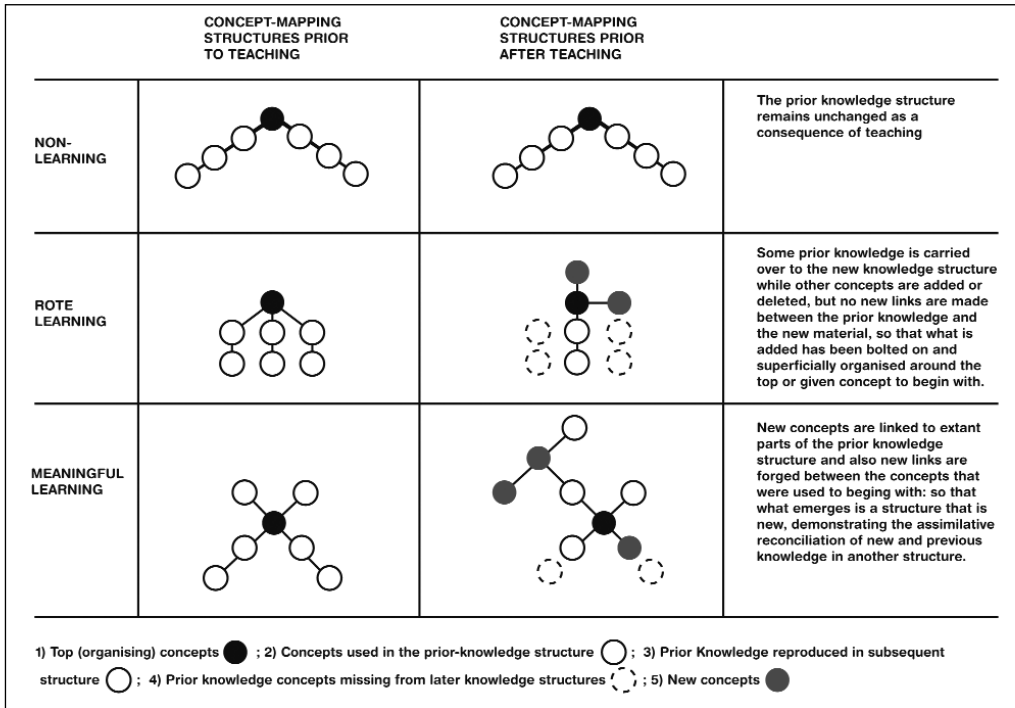 CONCEPT-MAPPING
STRUCTURES PRIOR
TO TEACHING
CONCEPT-MAPPING
STRUCTURES PRIOR
AFTER TEACHING
NON-
LEARNING
The prior knowledge structure
remains unchanged as a
consequence of teaching
ROTE
LEARNING
Some prior knowledge is carried
over to the new knowledge structure
while other concepts are added or
deleted, but no new links are made
between the prior knowledge and
the new material, so that what is
added has been bolted on and
superficially organised around the
top or given concept to begin with.
MEANINGFUL
LEARNING
New concepts are linked to extant
parts of the prior knowledge
structure and also new links are
forged between the concepts that
were used to beginning with: so that
what emerges is a structure that is
new, demonstrating the assimilative
reconciliation of new and previous
knowledge in another structure.
1) Top (organising) concepts ; 2) Concepts used in the prior-knowledge structure ; 3) Prior Knowledge reproduced in subsequent
structure ; 4) Prior knowledge concepts missing from later knowledge structures ; 5) New concepts